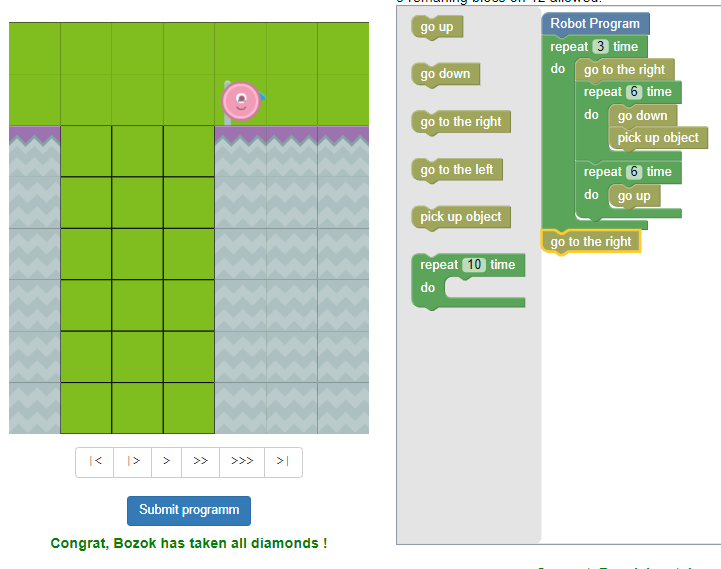 12 allowed.
go up
go down
go to the right
go to the left
pick up object
repeat 10 time
do
Robot Program
repeat 3 time
do
go to the right
repeat 6 time
do
go down
pick up object
repeat 6 time
do
go up
go to the right
|< |> > >> >>> >|
Submit programm
Congrat, Bozok has taken all diamonds !